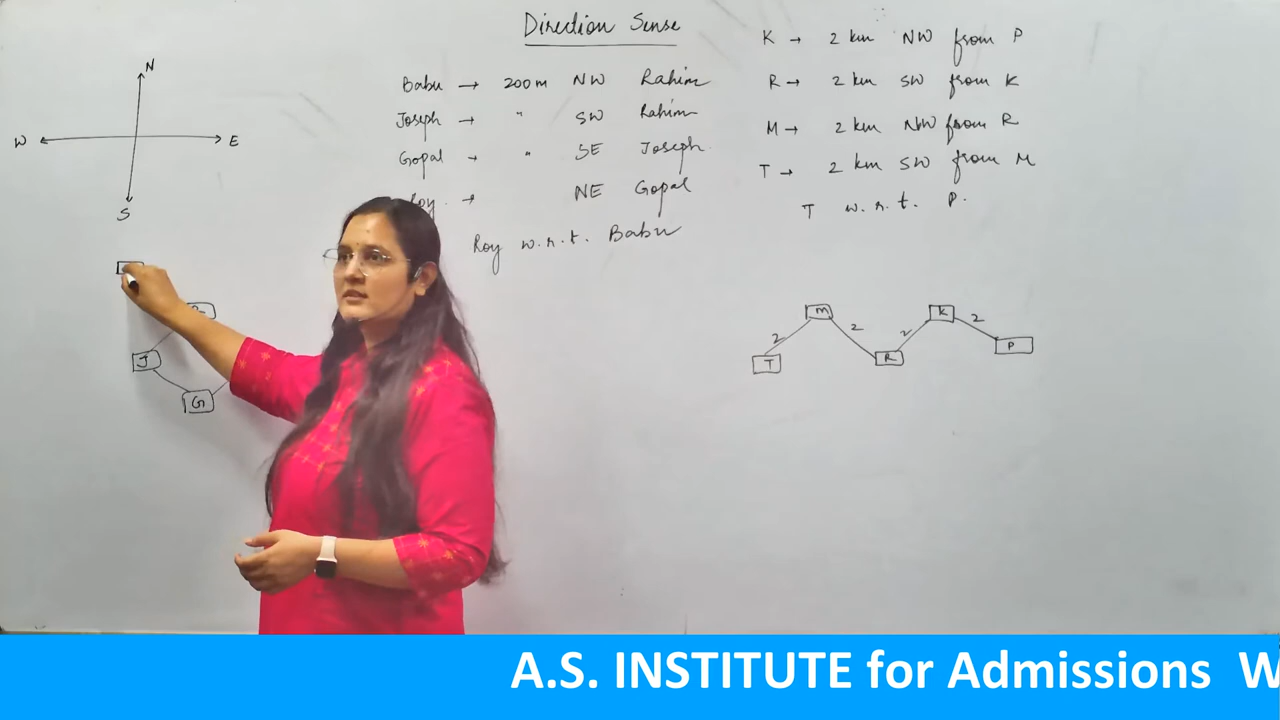 Direction Sense
N
W E
S
Babu → 200m NW Rahim
Joseph → " SW Rahim
Gopal → " SE Joseph
Roy → NE Gopal
Roy w.r.t. Babu
K → 2 km NW from P
R → 2 km SW from K
M → 2 km NW from R
T → 2 km SW from M
T w.r.t. P.
J
G
M K
2 2 2 2
T R P
A.S. INSTITUTE for Admissions W